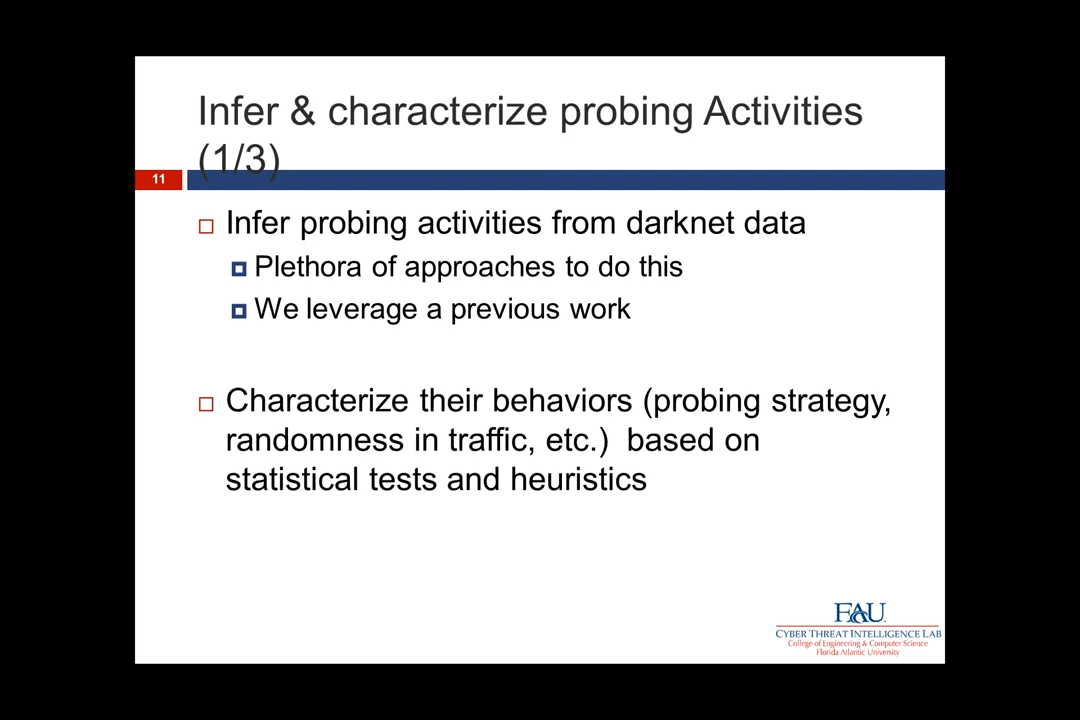 Infer & characterize probing Activities
(1/3)
11
Infer probing activities from darknet data
Plethora of approaches to do this
We leverage a previous work
Characterize their behaviors (probing strategy,
randomness in traffic, etc.)  based on
statistical tests and heuristics
FAU
CYBER THREAT INTELLIGENCE LAB
College of Engineering & Computer Science
Florida Atlantic University